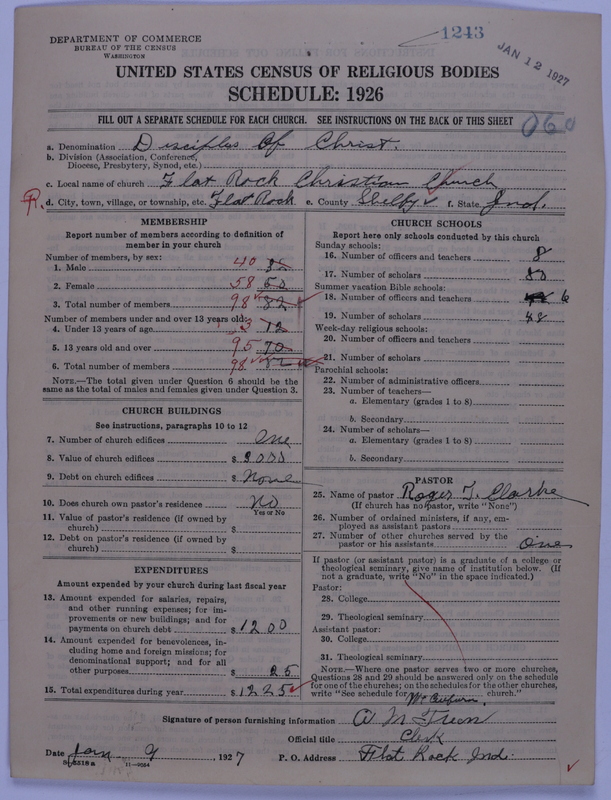 1243
JAN 12 1927
DEPARTMENT OF COMMERCE
BUREAU OF THE CENSUS
WASHINGTON
UNITED STATES CENSUS OF RELIGIOUS BODIES
SCHEDULE: 1926
FILL OUT A SEPARATE SCHEDULE FOR EACH CHURCH. SEE INSTRUCTIONS ON THE BACK OF THIS SHEET
060
a. Denomination Disciples Of Christ.
b. Division (Association, Conference, Diocese, Presbytery, Synod, etc.)
c. Local name of church Flat Rock Christian Church
d. City, town, village, or township, etc. Flat Rock e. County Shelby f. State Ind.
MEMBERSHIP
Report number of members according to definition of member in your church
Number of members, by sex:
1. Male 40 32
2. Female 58 50
3. Total number of members 98 82
Number of members under and over 13 years old:
4. Under 13 years of age 3 12
5. 13 years old and over 95 70
6. Total number of members 98 82
NOTE.—The total given under Question 6 should be the same as the total of males and females given under Question 3.
CHURCH BUILDINGS
See instructions, paragraphs 10 to 12
7. Number of church edifices One
8. Value of church edifices $ 8000
9. Debt on church edifices $ None
10. Does church own pastor's residence No
Yes or No
11. Value of pastor's residence (if owned by church) $
12. Debt on pastor's residence (if owned by church) $
EXPENDITURES
Amount expended by your church during last fiscal year
13. Amount expended for salaries, repairs, and other running expenses; for improvements or new buildings; and for payments on church debt $ 1200
14. Amount expended for benevolences, including home and foreign missions; for denominational support; and for all other purposes $ 25
15. Total expenditures during year $ 1225
CHURCH SCHOOLS
Report here only schools conducted by this church
Sunday schools:
16. Number of officers and teachers 8
17. Number of scholars 80
Summer vacation Bible schools:
18. Number of officers and teachers 6
19. Number of scholars 48
Week-day religious schools:
20. Number of officers and teachers
21. Number of scholars
Parochial schools:
22. Number of administrative officers
23. Number of teachers—
a. Elementary (grades 1 to 8)
b. Secondary
24. Number of scholars—
a. Elementary (grades 1 to 8)
b. Secondary
PASTOR
25. Name of pastor Roger T. Clarke
(If church has no pastor, write "None")
26. Number of ordained ministers, if any, employed as assistant pastors
27. Number of other churches served by the pastor or his assistants One
If pastor (or assistant pastor) is a graduate of a college or theological seminary, give name of institution below. (If not a graduate, write "No" in the space indicated.)
Pastor:
28. College
29. Theological seminary
Assistant pastor:
30. College
31. Theological seminary
NOTE.—Where one pastor serves two or more churches, Questions 28 and 29 should be answered only on the schedule for one of the churches; on the schedules for the other churches, write "See schedule for church."
Signature of person furnishing information
Official title Clerk
Date Jan 9, 1927 P. O. Address Flat Rock Ind.
11—9554